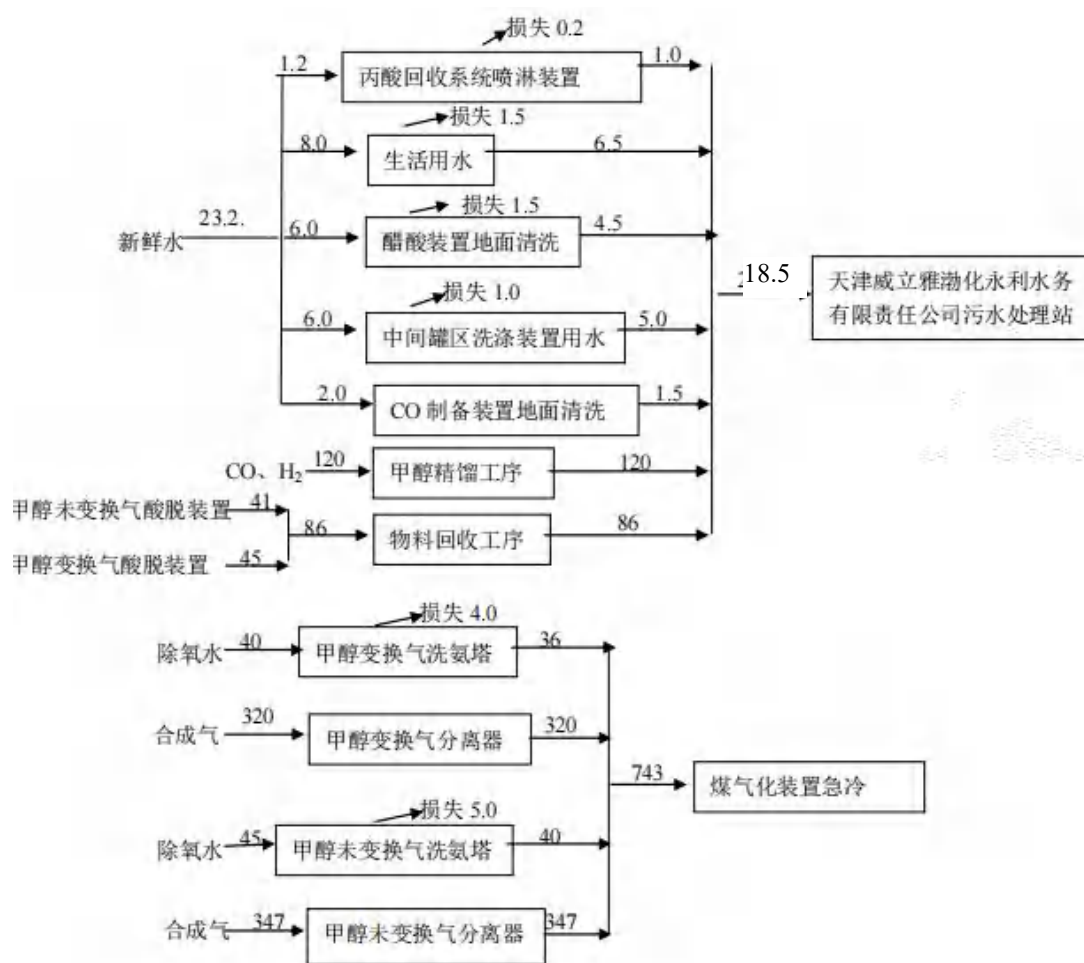 损失 0.2
1.2
丙酸回收系统喷淋装置
1.0
损失 1.5
8.0
生活用水
6.5
新鲜水
23.2.
损失 1.5
6.0
醋酸装置地面清洗
4.5
18.5
天津威立雅渤化永利水务
有限责任公司污水处理站
损失 1.0
6.0
中间罐区洗涤装置用水
5.0
2.0
CO 制备装置地面清洗
1.5
CO、H2
120
甲醇精馏工序
120
甲醇未变换气酸脱装置
41
86
物料回收工序
86
甲醇变换气酸脱装置
45
损失 4.0
除氧水
40
甲醇变换气洗氨塔
36
合成气
320
甲醇变换气分离器
320
743
煤气化装置急冷
损失 5.0
除氧水
45
甲醇未变换气洗氨塔
40
合成气
347
甲醇未变换气分离器
347